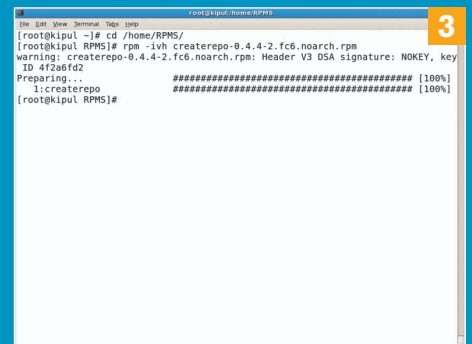 root@kipul:/home/RPMS
File Edit View Terminal Tabs Help
3
[root@kipul ~]# cd /home/RPMS/
[root@kipul RPMS]# rpm -ivh createrepo-0.4.4-2.fc6.noarch.rpm
warning: createrepo-0.4.4-2.fc6.noarch.rpm: Header V3 DSA signature: NOKEY, key
ID 4f2a6fd2
Preparing... ########################################### [100%]
1:createrepo ########################################### [100%]
[root@kipul RPMS]#